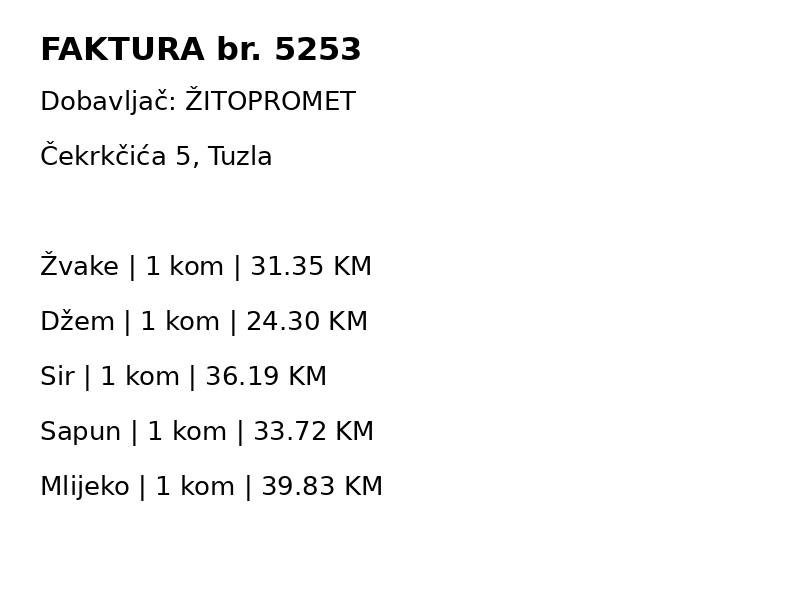 FAKTURA br. 5253
Dobavljač: ŽITOPROMET
Čekrkčića 5, Tuzla
Žvake | 1 kom | 31.35 KM
Džem | 1 kom | 24.30 KM
Sir | 1 kom | 36.19 KM
Sapun | 1 kom | 33.72 KM
Mlijeko | 1 kom | 39.83 KM